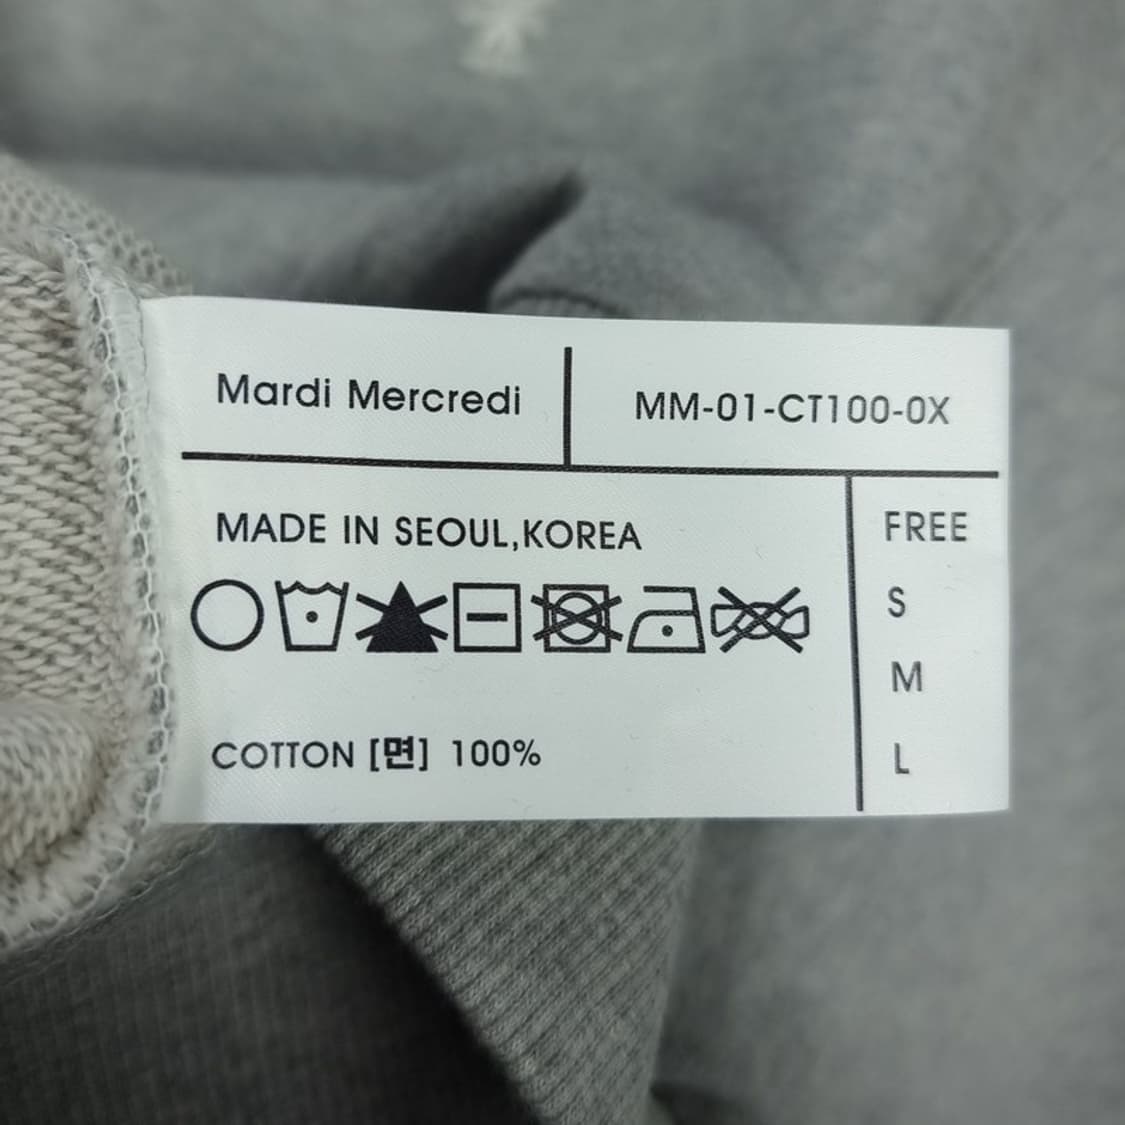 Mardi Mercredi
MM-01-CT100-0X
MADE IN SEOUL,KOREA
COTTON [면] 100%
FREE
S
M
L